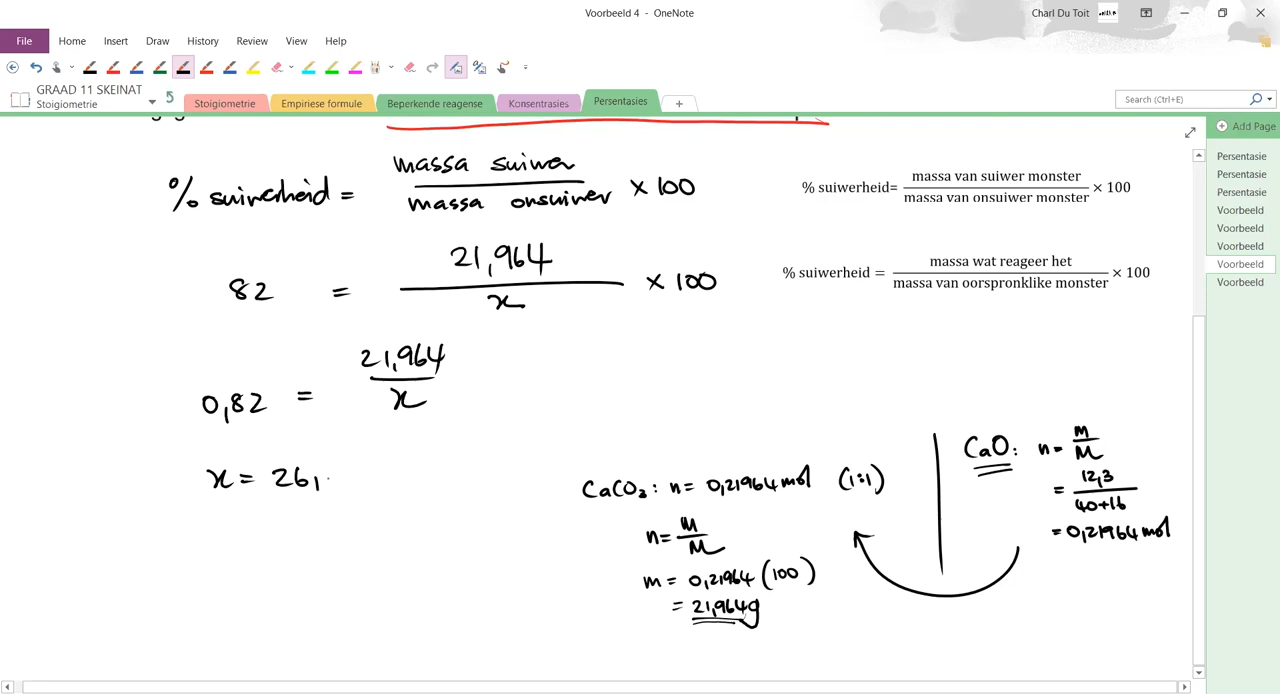 Voorbeeld 4 - OneNote
Charl Du Toit
File Home Insert Draw History Review View Help
GRAAD 11 SKEINAT
Stoigiometrie
Stoigiometrie Empiriese formule Beperkende reagense Konsentrasies Persentasies +
Search (Ctrl+E)
Add Page
Persentasie
Persentasie
Persentasie
Voorbeeld
Voorbeeld
Voorbeeld
Voorbeeld
Voorbeeld
% suiwerheid = massa suiwer / massa onsuiwer × 100
% suiwerheid= massa van suiwer monster / massa van onsuiwer monster × 100
82 = 21,964 / x × 100
% suiwerheid = massa wat reageer het / massa van oorspronklike monster × 100
0,82 = 21,964 / x
x = 26,
CaCO3 : n = 0,21964 mol (1:1)
n = m / M
m = 0,21964 (100)
= 21,964g
CaO: n = m / M
= 12,3 / 40+16
= 0,21964 mol